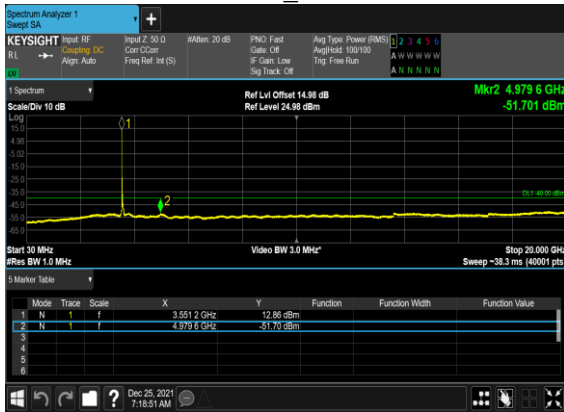 Spectrum Analyzer 1
Swept SA
KEYSIGHT
RL
LNI
Input: RF
Coupling: DC
Align: Auto
Input Z: 50 Ω
Corr CCorr
Freq Ref: Int (S)
#Atten: 20 dB
PNO: Fast
Gate: Off
IF Gain: Low
Sig Track: Off
Avg Type: Power (RMS)
Avg|Hold: 100/100
Trig: Free Run
1 2 3 4 5 6
A W W W W W
A N N N N N
1 Spectrum
Scale/Div 10 dB
Ref Lvl Offset 14.98 dB
Ref Level 24.98 dBm
Mkr2 4.979 6 GHz
-51.701 dBm
Log
15.0
4.98
-5.02
-15.0
-25.0
-35.0
-45.0
-55.0
-65.0
1
2
DL1 -40.00 dBm
Start 30 MHz
#Res BW 1.0 MHz
Video BW 3.0 MHz*
Stop 20.000 GHz
Sweep ~38.3 ms (40001 pts)
5 Marker Table
Mode Trace Scale X Y Function Function Width Function Value
1 N 1 f 3.551 2 GHz 12.86 dBm
2 N 1 f 4.979 6 GHz -51.70 dBm
3
4
5
6
?
Dec 25, 2021
7:18:51 AM